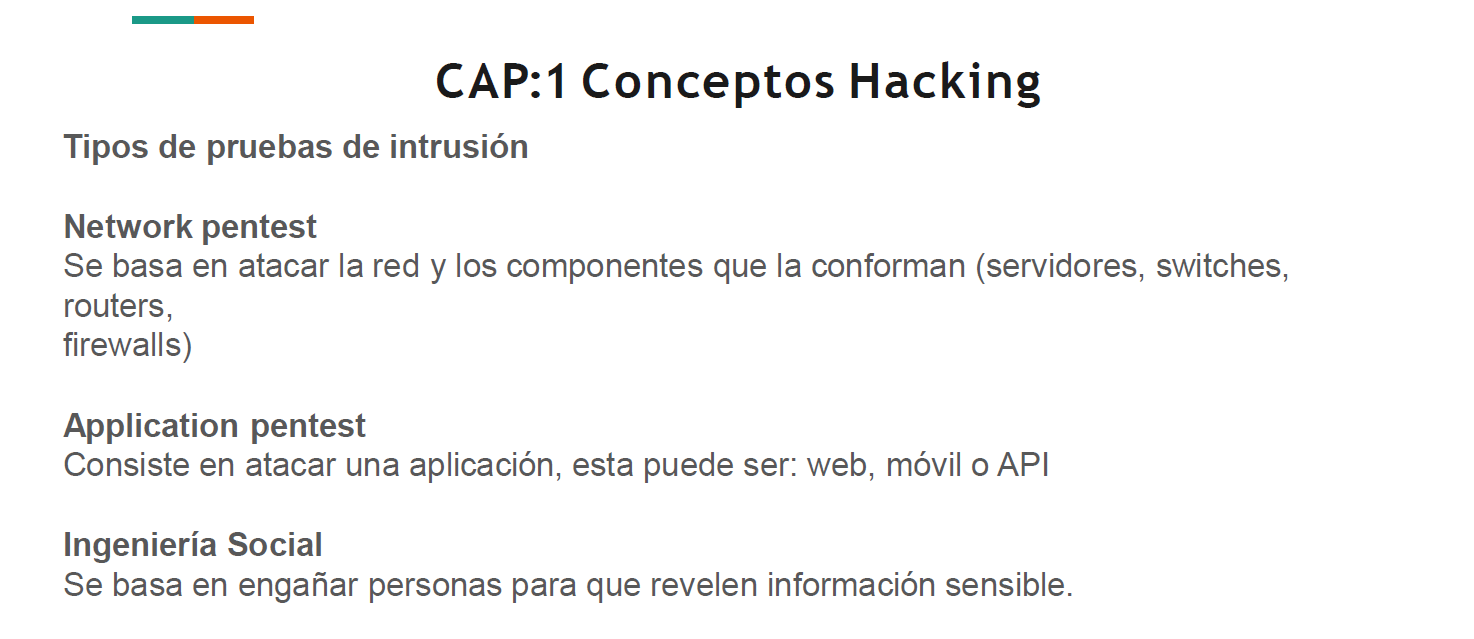 CAP:1 Conceptos Hacking
Tipos de pruebas de intrusión
Network pentest
Se basa en atacar la red y los componentes que la conforman (servidores, switches,
routers,
firewalls)
Application pentest
Consiste en atacar una aplicación, esta puede ser: web, móvil o API
Ingeniería Social
Se basa en engañar personas para que revelen información sensible.